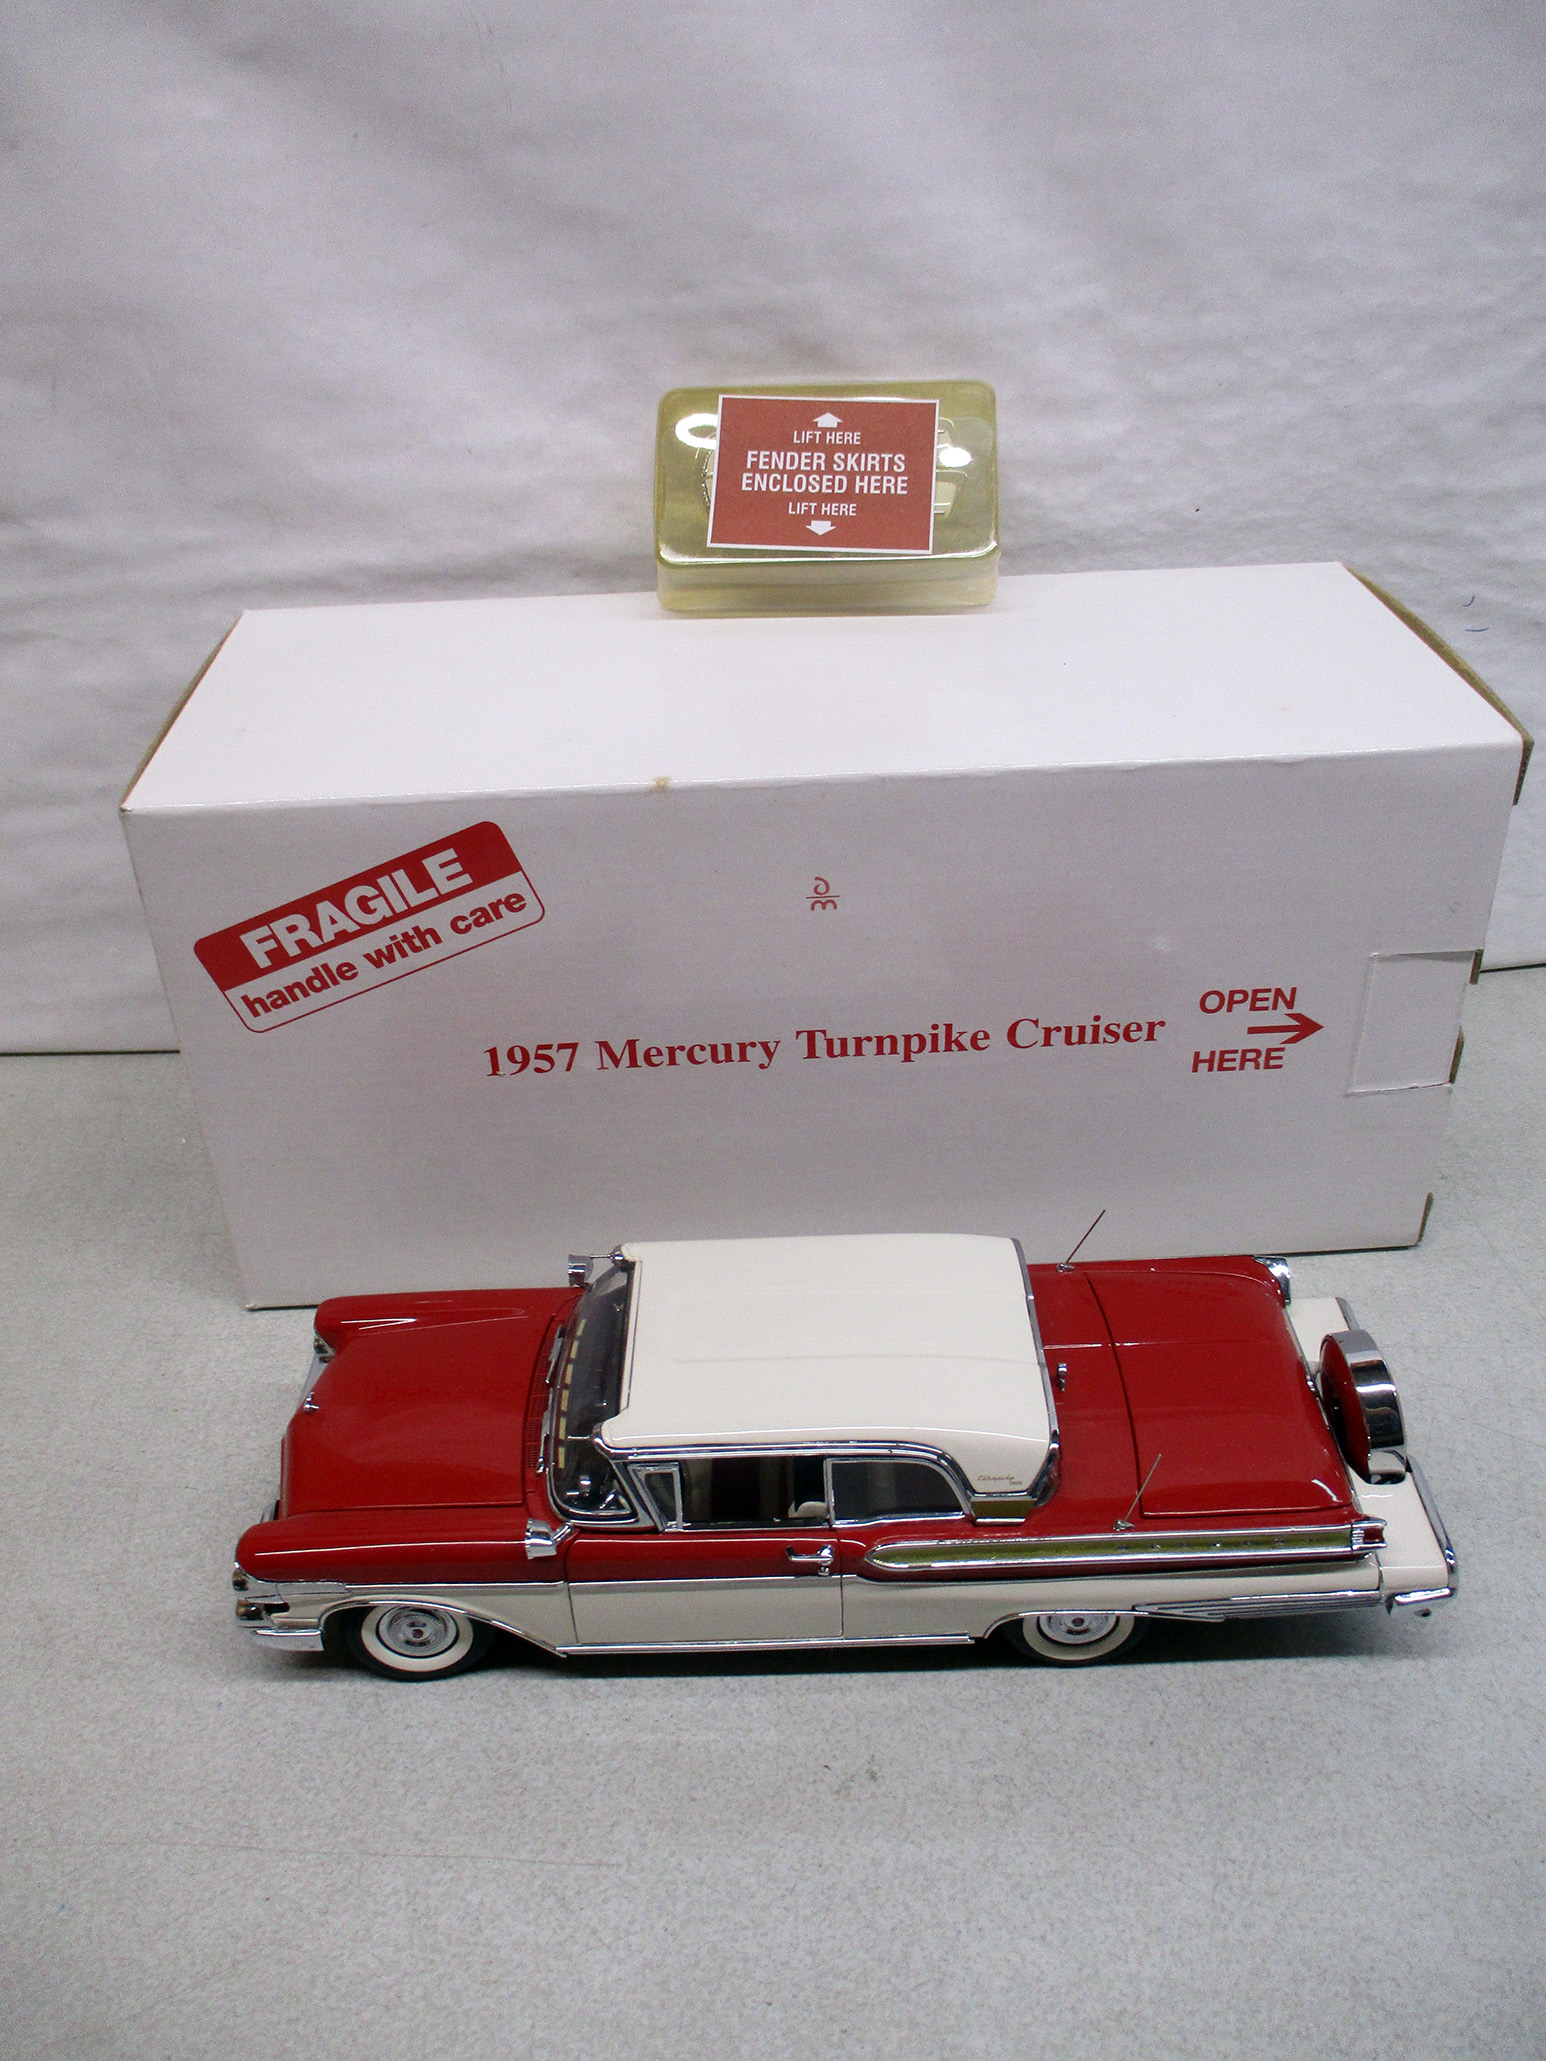 LIFT HERE
FENDER SKIRTS
ENCLOSED HERE
LIFT HERE
FRAGILE
handle with care
1957 Mercury Turnpike Cruiser
OPEN
HERE